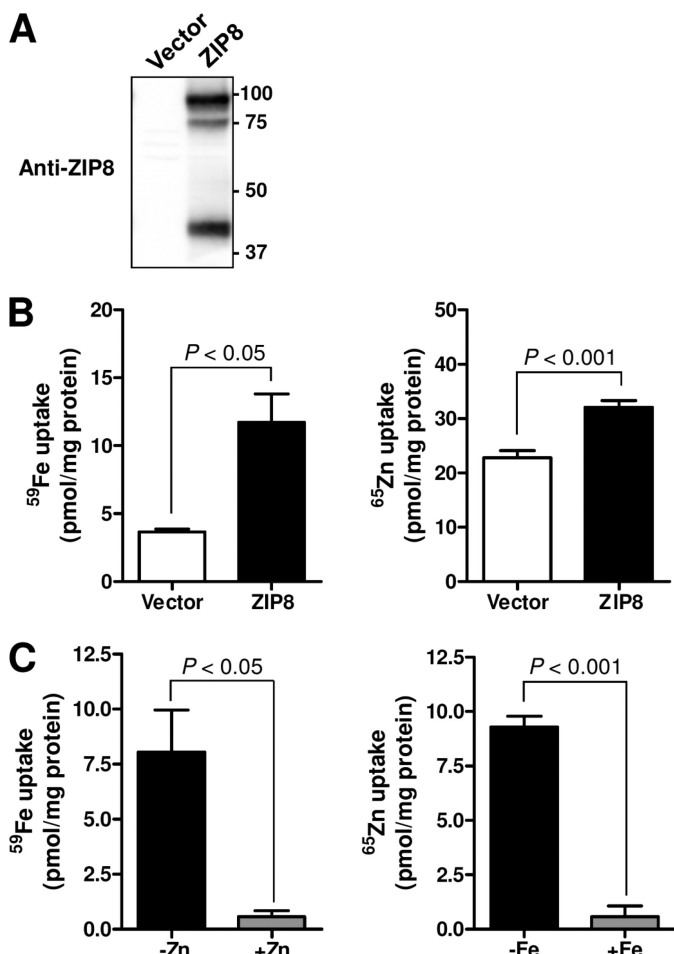 A
Vector
ZIP8
Anti-ZIP8
100
75
50
37
B
20
15
10
5
0
59Fe uptake
(pmol/mg protein)
P < 0.05
Vector
ZIP8
50
40
30
20
10
0
65Zn uptake
(pmol/mg protein)
P < 0.001
Vector
ZIP8
C
12.5
10.0
7.5
5.0
2.5
0.0
59Fe uptake
(pmol/mg protein)
P < 0.05
-Zn
+Zn
12.5
10.0
7.5
5.0
2.5
0.0
65Zn uptake
(pmol/mg protein)
P < 0.001
-Fe
+Fe